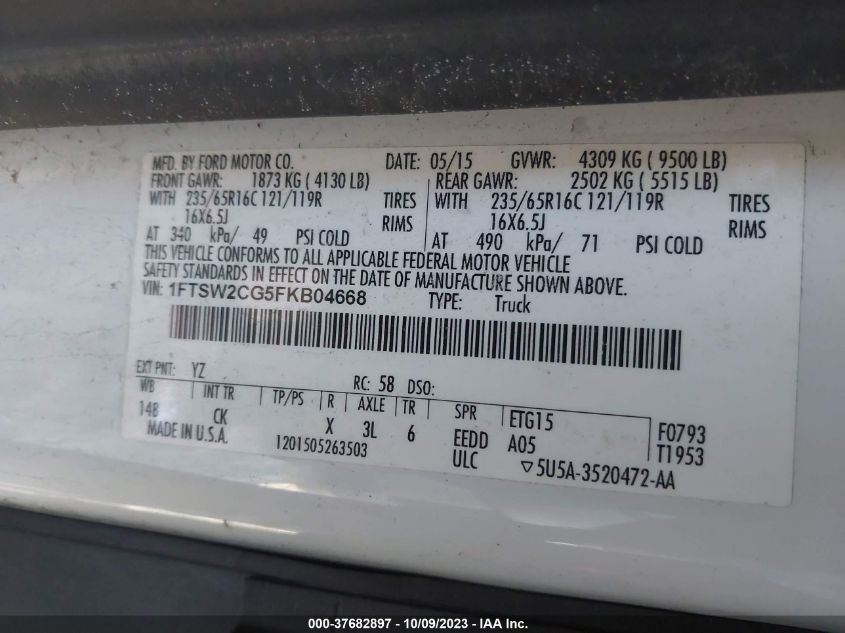 MFD. BY FORD MOTOR CO. DATE: 05/15 GVWR: 4309 KG ( 9500 LB)
FRONT GAWR: 1873 KG ( 4130 LB) REAR GAWR: 2502 KG ( 5515 LB)
WITH 235/65R16C 121/119R TIRES WITH 235/65R16C 121/119R TIRES
16X6.5J RIMS 16X6.5J RIMS
AT 340 kPa/ 49 PSI COLD AT 490 kPa/ 71 PSI COLD
THIS VEHICLE CONFORMS TO ALL APPLICABLE FEDERAL MOTOR VEHICLE
SAFETY STANDARDS IN EFFECT ON THE DATE OF MANUFACTURE SHOWN ABOVE.
VIN: 1FTSW2CG5FKB04668 TYPE: Truck
EXT PNT: YZ RC: 58 DSO:
WB INT TR TP/PS R AXLE TR SPR ETG15 F0793
148 CK X 3L 6 EEDD A05 T1953
MADE IN U.S.A. 1201505263503 ULC ▽5U5A-3520472-AA
000-37682897 - 10/09/2023 - IAA Inc.